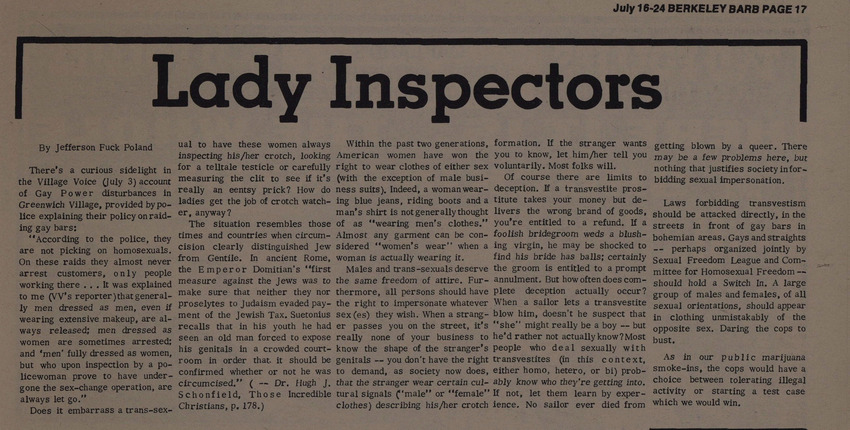 July 16-24 BERKELEY BARB PAGE 17
Lady Inspectors
By Jefferson Fuck Poland
There's a curious sidelight in
the Village Voice (July 3) account
of Gay Power disturbances in
Greenwich Village, provided by po-
lice explaining their policy on raid-
ing gay bars:
"According to the police, they
are not picking on homosexuals.
On these raids they almost never
arrest customers, only people
working there . . . It was explained
to me (VV's reporter) that general-
ly men dressed as men, even if
wearing extensive makeup, are al-
ways released; men dressed as
women are sometimes arrested;
and 'men' fully dressed as women,
but who upon inspection by a po-
licewoman prove to have under-
gone the sex-change operation, are
always let go."
Does it embarrass a trans-sex-
ual to have these women always
inspecting his/her crotch, looking
for a telltale testicle or carefully
measuring the clit to see if it's
really an eentsy prick? How do
ladies get the job of crotch watch-
er, anyway?
The situation resembles those
times and countries when circum-
cision clearly distinguished Jew
from Gentile. In ancient Rome,
the Emperor Domitian's "first
measure against the Jews was to
make sure that neither they nor
proselytes to Judaism evaded pay-
ment of the Jewish Tax. Suetonius
recalls that in his youth he had
seen an old man forced to expose
his genitals in a crowded court-
room in order that it should be
confirmed whether or not he was
circumcised." ( -- Dr. Hugh J.
Schonfield, Those Incredible
Christians, p. 178.)
Within the past two generations,
American women have won the
right to wear clothes of either sex
(with the exception of male busi-
ness suits). Indeed, a woman wear-
ing blue jeans, riding boots and a
man's shirt is not generally thought
of as "wearing men's clothes."
Almost any garment can be con-
sidered "women's wear" when a
woman is actually wearing it.
Males and trans-sexuals deserve
the same freedom of attire. Fur-
thermore, all persons should have
the right to impersonate whatever
sex(es) they wish. When a strang-
er passes you on the street, it's
really none of your business to
know the shape of the stranger's
genitals -- you don't have the right
to demand, as society now does,
that the stranger wear certain cul-
tural signals ("male" or "female"
clothes) describing his/her crotch
formation. If the stranger wants
you to know, let him/her tell you
voluntarily. Most folks will.
Of course there are limits to
deception. If a transvestite pros-
titute takes your money but de-
livers the wrong brand of goods,
you're entitled to a refund. If a
foolish bridegroom weds a blush-
ing virgin, he may be shocked to
find his bride has balls; certainly
the groom is entitled to a prompt
annulment. But how often does com-
plete deception actually occur?
When a sailor lets a transvestite
blow him, doesn't he suspect that
"she" might really be a boy -- but
he'd rather not actually know? Most
people who deal sexually with
transvestites (in this context,
either homo, hetero, or bi) prob-
ably know who they're getting into.
If not, let them learn by exper-
ience. No sailor ever died from
getting blown by a queer. There
may be a few problems here, but
nothing that justifies society in for-
bidding sexual impersonation.
Laws forbidding transvestism
should be attacked directly, in the
streets in front of gay bars in
bohemian areas. Gays and straights
-- perhaps organized jointly by
Sexual Freedom League and Com-
mittee for Homosexual Freedom --
should hold a Switch In. A large
group of males and females, of all
sexual orientations, should appear
in clothing unmistakably of the
opposite sex. Daring the cops to
bust.
As in our public marijuana
smoke-ins, the cops would have a
choice between tolerating illegal
activity or starting a test case
which we would win.